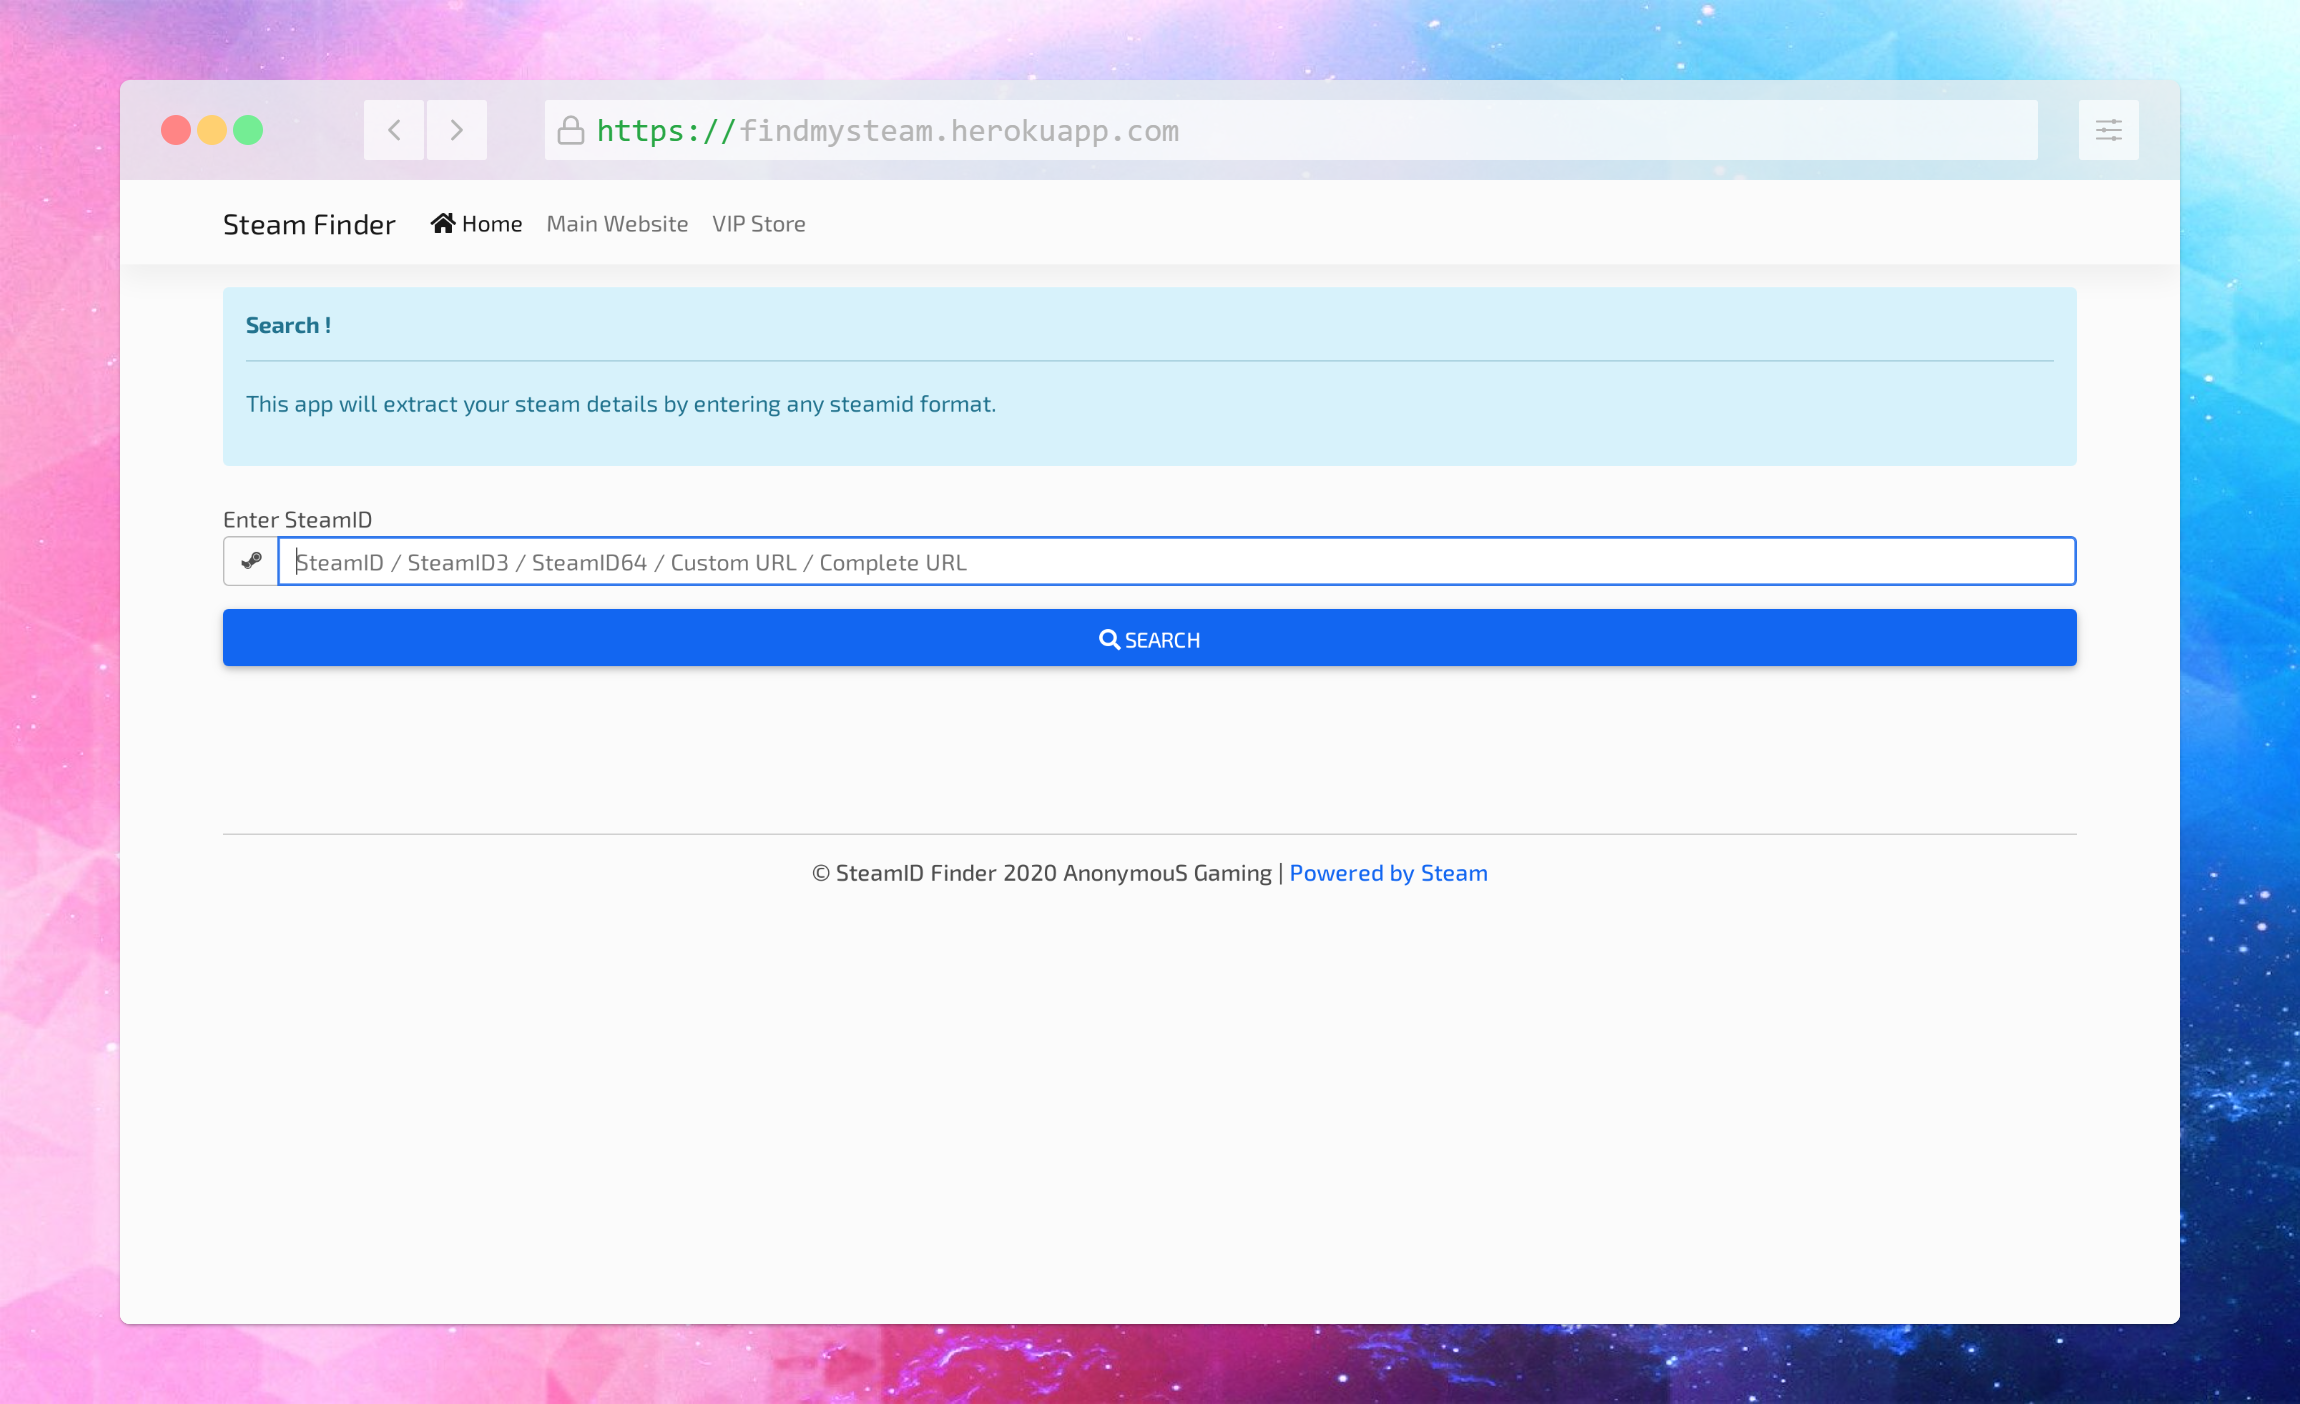 https://findmysteam.herokuapp.com
Steam Finder Home Main Website VIP Store
Search !
This app will extract your steam details by entering any steamid format.
Enter SteamID
SteamID / SteamID3 / SteamID64 / Custom URL / Complete URL
SEARCH
© SteamID Finder 2020 AnonymouS Gaming | Powered by Steam